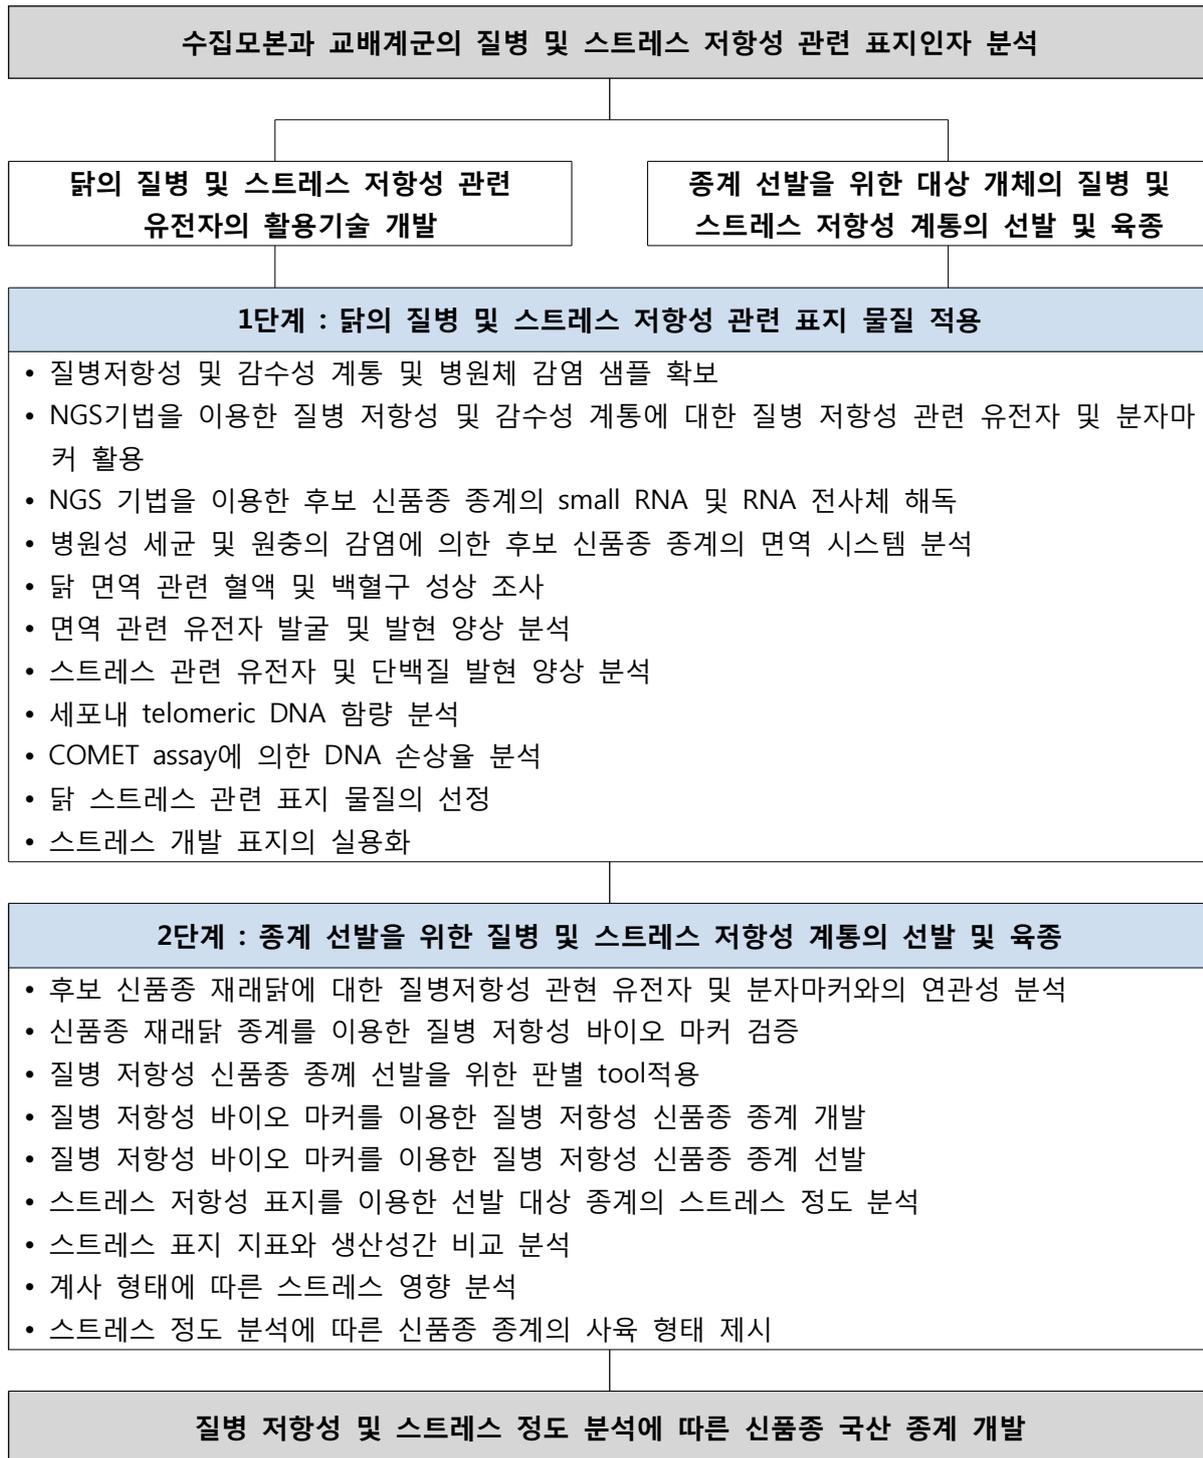 수집모본과 교배계군의 질병 및 스트레스 저항성 관련 표지인자 분석
닭의 질병 및 스트레스 저항성 관련
유전자의 활용기술 개발
종계 선발을 위한 대상 개체의 질병 및
스트레스 저항성 계통의 선발 및 육종
1단계 : 닭의 질병 및 스트레스 저항성 관련 표지 물질 적용
• 질병저항성 및 감수성 계통 및 병원체 감염 샘플 확보
• NGS기법을 이용한 질병 저항성 및 감수성 계통에 대한 질병 저항성 관련 유전자 및 분자마
커 활용
• NGS 기법을 이용한 후보 신품종 종계의 small RNA 및 RNA 전사체 해독
• 병원성 세균 및 원충의 감염에 의한 후보 신품종 종계의 면역 시스템 분석
• 닭 면역 관련 혈액 및 백혈구 성상 조사
• 면역 관련 유전자 발굴 및 발현 양상 분석
• 스트레스 관련 유전자 및 단백질 발현 양상 분석
• 세포내 telomeric DNA 함량 분석
• COMET assay에 의한 DNA 손상율 분석
• 닭 스트레스 관련 표지 물질의 선정
• 스트레스 개발 표지의 실용화
2단계 : 종계 선발을 위한 질병 및 스트레스 저항성 계통의 선발 및 육종
• 후보 신품종 재래닭에 대한 질병저항성 관현 유전자 및 분자마커와의 연관성 분석
• 신품종 재래닭 종계를 이용한 질병 저항성 바이오 마커 검증
• 질병 저항성 신품종 종꼐 선발을 위한 판별 tool적용
• 질병 저항성 바이오 마커를 이용한 질병 저항성 신품종 종계 개발
• 질병 저항성 바이오 마커를 이용한 질병 저항성 신품종 종계 선발
• 스트레스 저항성 표지를 이용한 선발 대상 종계의 스트레스 정도 분석
• 스트레스 표지 지표와 생산성간 비교 분석
• 계사 형태에 따른 스트레스 영향 분석
• 스트레스 정도 분석에 따른 신품종 종계의 사육 형태 제시
질병 저항성 및 스트레스 정도 분석에 따른 신품종 국산 종계 개발